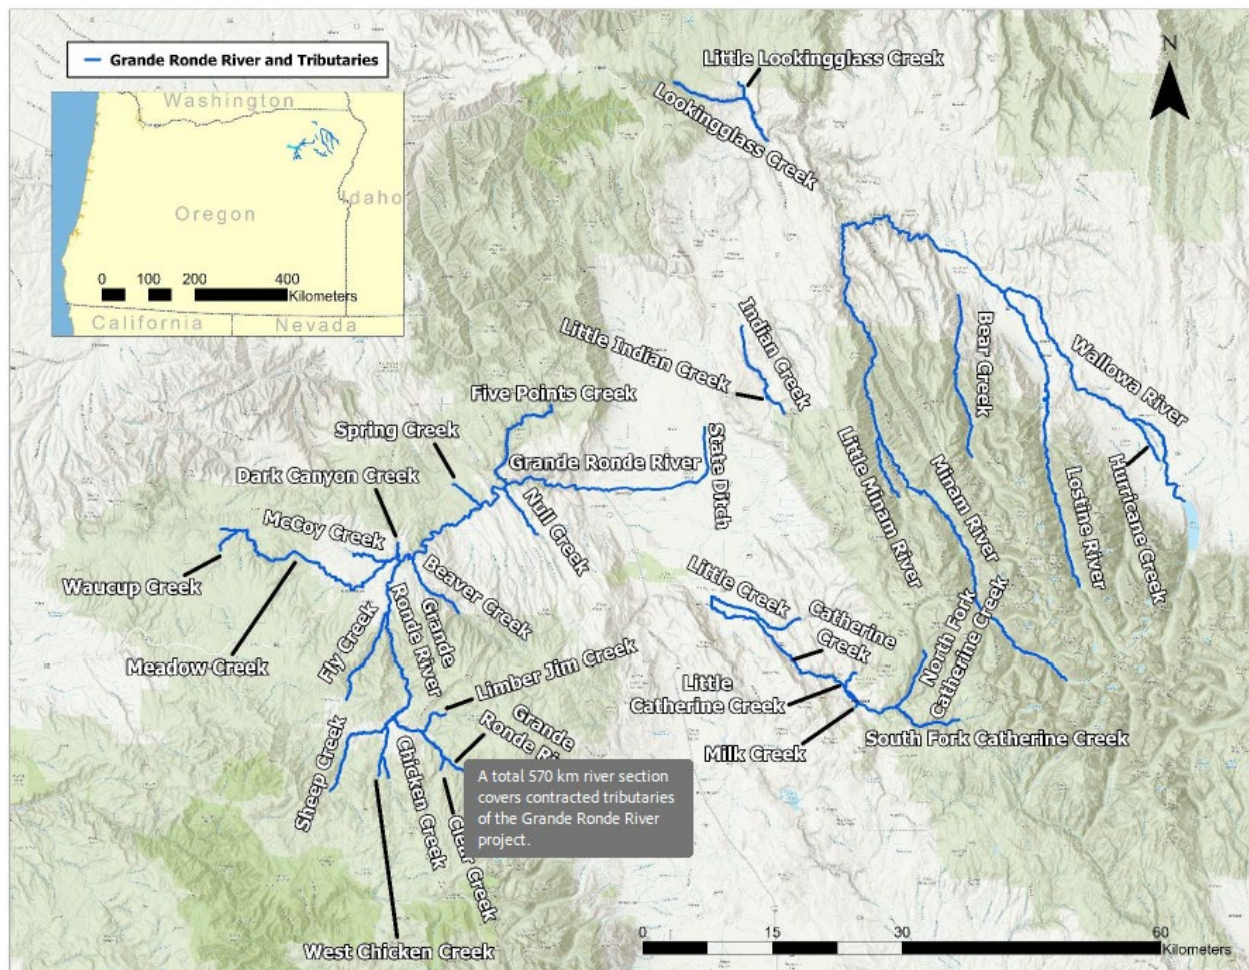 Grande Ronde River and Tributaries
Washington
Oregon
Idaho
0 100 200 400
Kilometers
California
Nevada
N
Little Lookingglass Creek
Lookingglass Creek
Indian Creek
Little Indian Creek
Bear Creek
Wallowa River
Five Points Creek
Spring Creek
Grande Ronde River
State Ditch
Dark Canyon Creek
Null Creek
Little Minam River
Minam River
Lostine River
Hurricane Creek
McCoy Creek
Waucup Creek
Meadow Creek
Beaver Creek
Fly Creek
Grande
Ronde River
Little Creek
Catherine
Creek
North Fork
Catherine Creek
Little
Catherine Creek
Milk Creek
South Fork Catherine Creek
Limber Jim Creek
Grande
Ronde Ri
Sheep Creek
Chicken Creek
Clear Creek
West Chicken Creek
A total 570 km river section
covers contracted tributaries
of the Grande Ronde River
project.
0 15 30 60
Kilometers